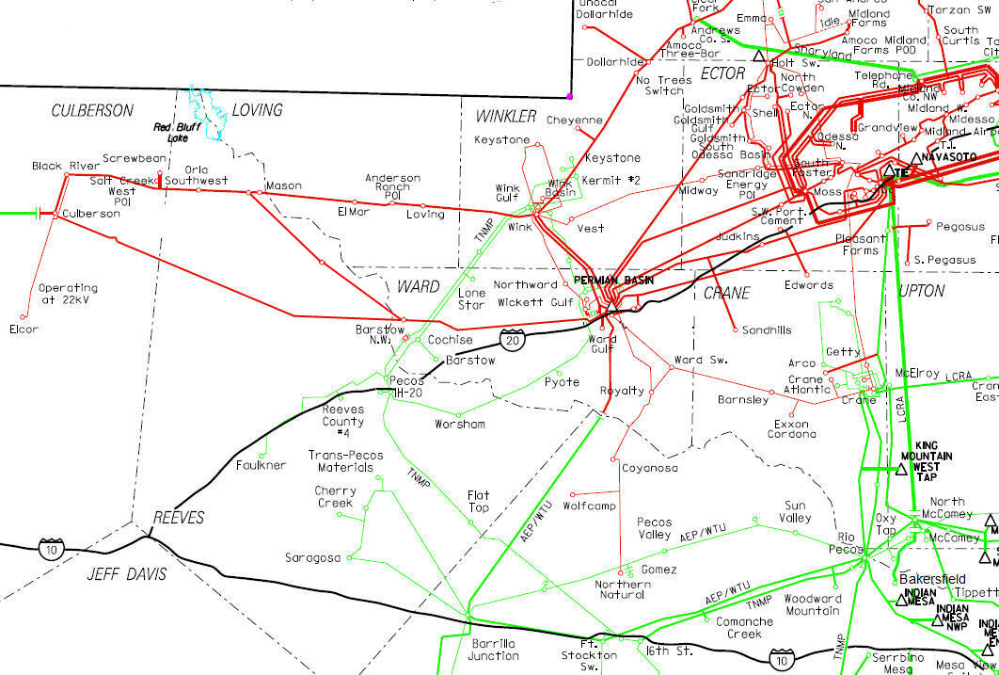 Unocal
Dollarhide
Clear
Fork
Andrews
Co. S.
Amoco
Three-Bar
Dollarhide
No Trees
Switch
Emma
San Andres
Co.
Idle
Midland
Farms
Amoco Midland
Farms POD
Sharyland
Holt Sw.
Tarzan SW
South
Curtis Ta
City
ECTOR
Telephone
Rd.
Midland
Co. NW
Midland W.
Midessa
Midland Airp
North
Cowden
Ector
Shell
Ector
N.
Goldsmith
Goldsmith
Gulf
Goldsmith
South
Odessa Basin
Odessa
N.
Grandview
T.I.
NAVASOTO
TIE
South
Foster
Moss
Sandridge
Energy
POI
S.W. Port.
Cement
Judkins
Midway
Pleasant
Farms
Pegasus
S. Pegasus
Edwards
CULBERSON
LOVING
WINKLER
Red Bluff
Lake
Cheyenne
Keystone
Keystone
Kermit #2
Wink
Basin
Wink
Gulf
Wink
Vest
TNMP
Black River
Screwbean
Salt Creek
West
POI
Orla
Southwest
Mason
Anderson
Ranch
POI
El Mar
Loving
Culberson
Operating
at 22kV
Elcor
WARD
Northward
PERMIAN BASIN
Wickett Gulf
Lone
Star
CRANE
UPTON
Sandhills
Barstow
N.W.
Cochise
Barstow
20
Ward
Gulf
Ward Sw.
Getty
Arco
Crane
Atlantic
McElroy
LCRA
Crane
East
Crane
Pecos
IH-20
Pyote
Royalty
Barnsley
Exxon
Cordona
LCRA
Reeves
County
#4
Worsham
Faulkner
Trans-Pecos
Materials
Cherry
Creek
TNMP
Flat
Top
Coyanosa
Wolfcamp
KING
MOUNTAIN
WEST
TAP
REEVES
AEP/WTU
Pecos
Valley
AEP/WTU
Sun
Valley
Rio
Pecos
Oxy
Tap
North
McCamey
McCamey
10
JEFF DAVIS
Saragosa
Gomez
Northern
Natural
AEP/WTU
TNMP
Woodward
Mountain
Bakersfield
INDIAN
MESA
Tippett
INDIAN
MESA
NWP
Comanche
Creek
Barrilla
Junction
Ft.
Stockton
Sw.
16th St.
10
TNMP
Serrbino
Mesa
Mesa View